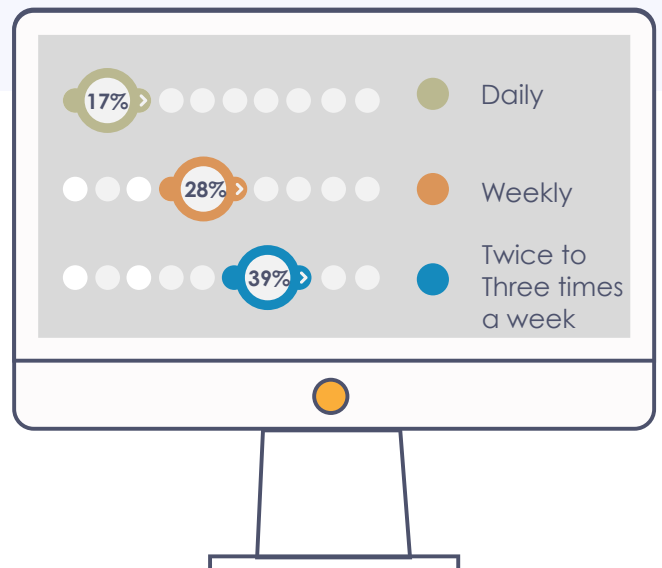 17%
Daily
28%
Weekly
39%
Twice to
Three times
a week